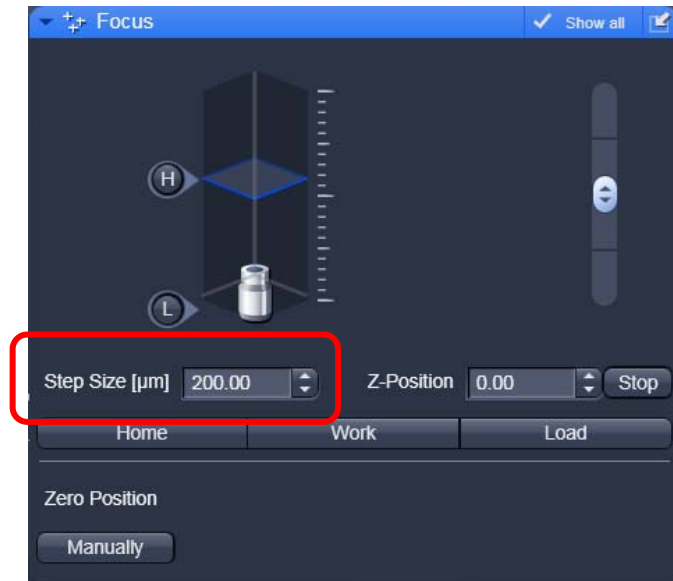 Focus
Show all
H
L
Step Size [µm] 200.00 Z-Position 0.00 Stop
Home Work Load
Zero Position
Manually